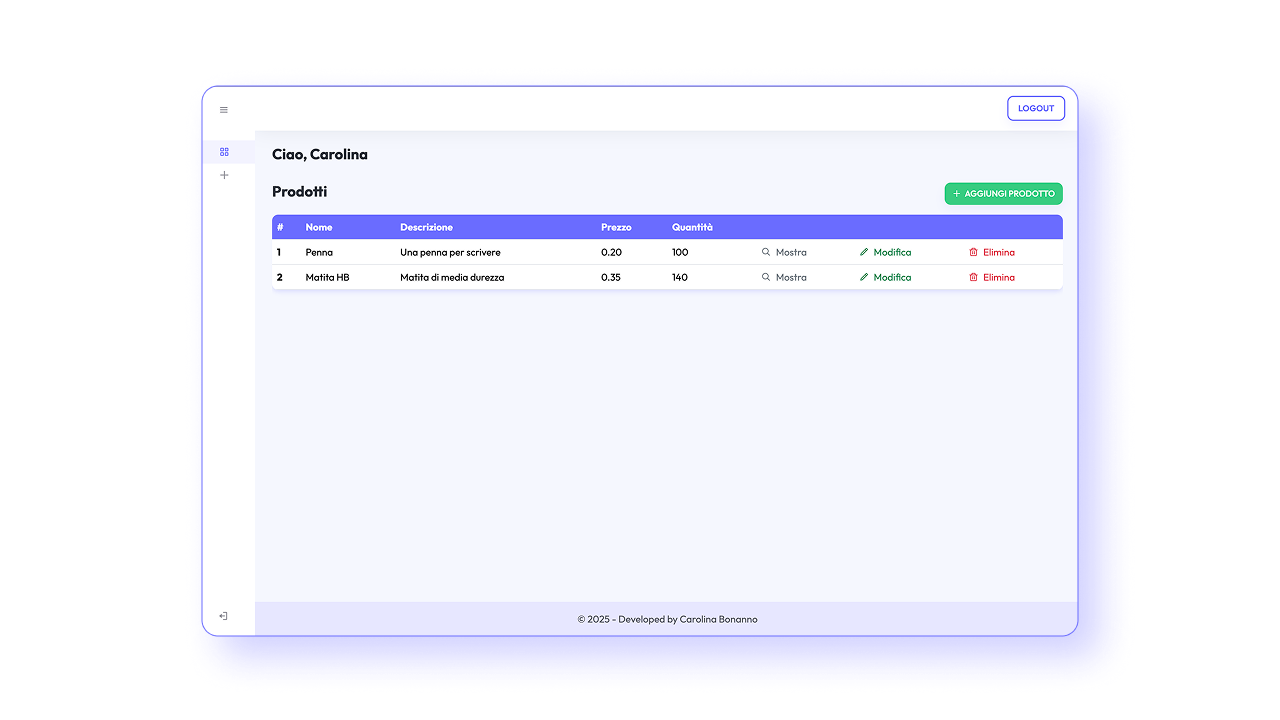 LOGOUT
Ciao, Carolina
Prodotti
AGGIUNGI PRODOTTO
# Nome Descrizione Prezzo Quantità
1 Penna Una penna per scrivere 0.20 100 Mostra Modifica Elimina
2 Matita HB Matita di media durezza 0.35 140 Mostra Modifica Elimina
© 2025 - Developed by Carolina Bonanno